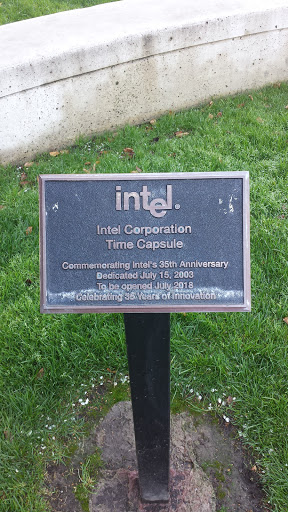 intel®
Intel Corporation
Time Capsule
Commemorating Intel's 35th Anniversary
Dedicated July 15, 2003
To be opened July 2018
Celebrating 35 Years of Innovation